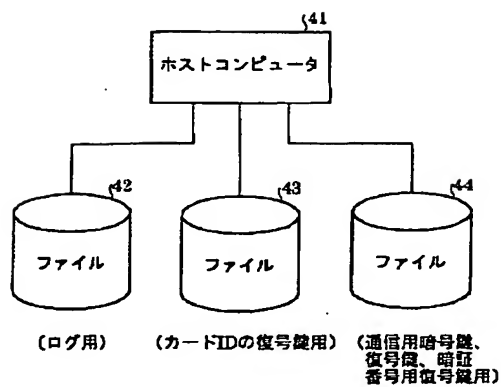 41
ホストコンピュータ
42
43
44
ファイル
ファイル
ファイル
(ログ用)
(カードIDの復号鍵用)
(通信用暗号鍵、
復号鍵、暗証
番号用復号鍵用)